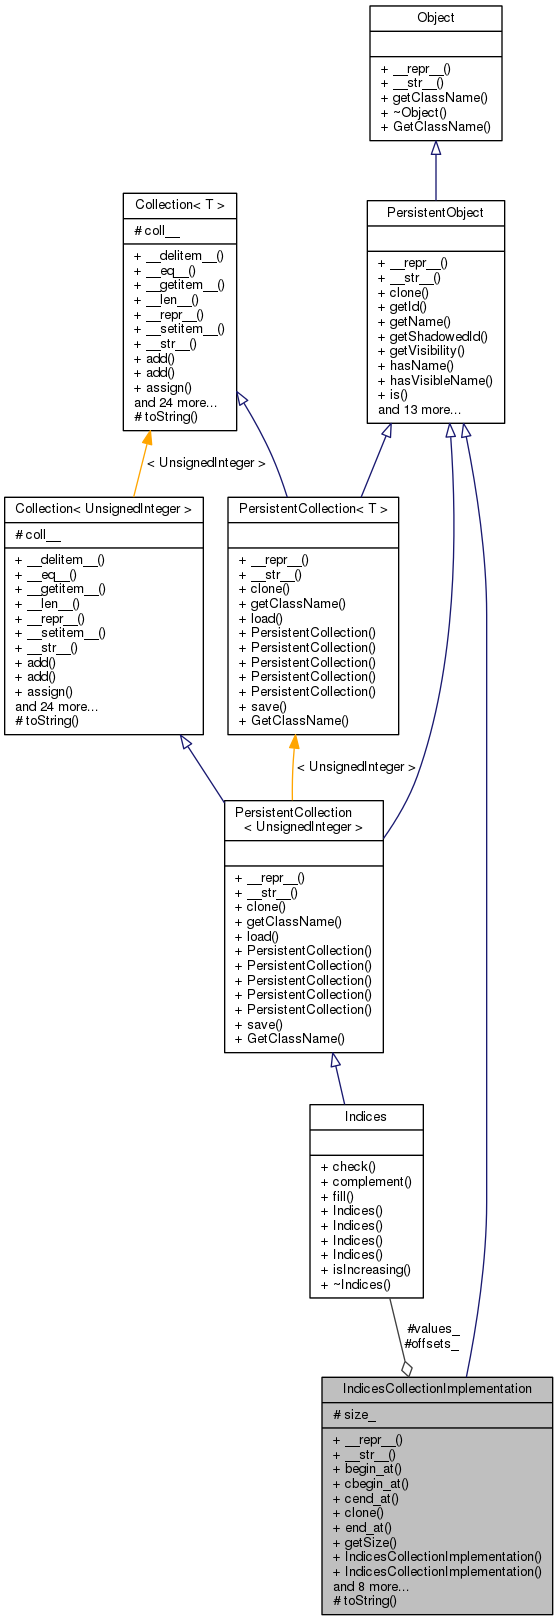 Object
+ __repr__()
+ __str__()
+ getClassName()
+ ~Object()
+ GetClassName()
PersistentObject
+ __repr__()
+ __str__()
+ clone()
+ getId()
+ getName()
+ getShadowedId()
+ getVisibility()
+ hasName()
+ hasVisibleName()
+ is()
and 13 more...
Collection< T >
# coll__
+ __delitem__()
+ __eq__()
+ __getitem__()
+ __len__()
+ __repr__()
+ __setitem__()
+ __str__()
+ add()
+ add()
+ assign()
and 24 more...
# toString()
< UnsignedInteger >
Collection< UnsignedInteger >
# coll__
+ __delitem__()
+ __eq__()
+ __getitem__()
+ __len__()
+ __repr__()
+ __setitem__()
+ __str__()
+ add()
+ add()
+ assign()
and 24 more...
# toString()
PersistentCollection< T >
+ __repr__()
+ __str__()
+ clone()
+ getClassName()
+ load()
+ PersistentCollection()
+ PersistentCollection()
+ PersistentCollection()
+ PersistentCollection()
+ PersistentCollection()
+ save()
+ GetClassName()
< UnsignedInteger >
PersistentCollection
< UnsignedInteger >
+ __repr__()
+ __str__()
+ clone()
+ getClassName()
+ load()
+ PersistentCollection()
+ PersistentCollection()
+ PersistentCollection()
+ PersistentCollection()
+ PersistentCollection()
+ save()
+ GetClassName()
Indices
+ check()
+ complement()
+ fill()
+ Indices()
+ Indices()
+ Indices()
+ Indices()
+ isIncreasing()
+ ~Indices()
#values_
#offsets_
IndicesCollectionImplementation
# size_
+ __repr__()
+ __str__()
+ begin_at()
+ cbegin_at()
+ cend_at()
+ clone()
+ end_at()
+ getSize()
+ IndicesCollectionImplementation()
+ IndicesCollectionImplementation()
and 8 more...
# toString()